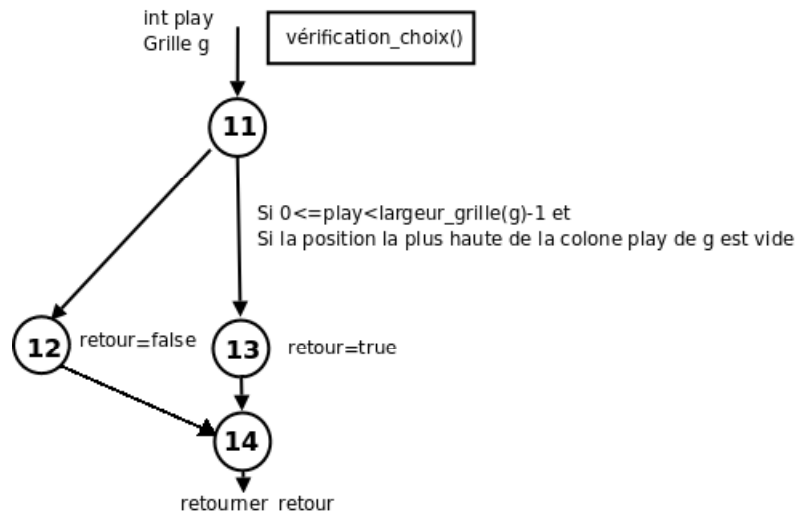 int play
Grille g
vérification_choix()
11
Si 0<=play<largeur_grille(g)-1 et
Si la position la plus haute de la colone play de g est vide
12
retour=false
13
retour=true
14
retourner retour